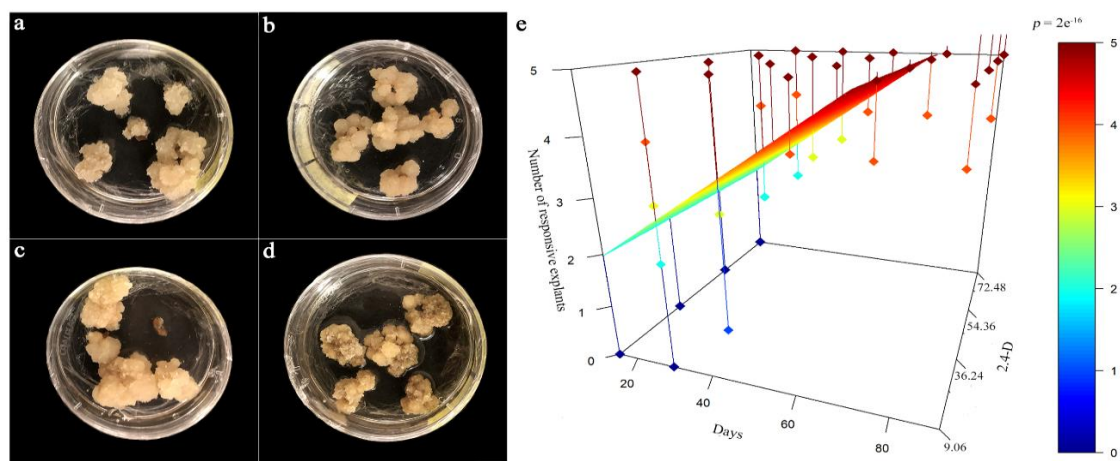 a
b
c
d
e
p = 2e-16
5
4
3
2
1
0
Number of responsive explants
20
40
60
80
Days
72.48
54.36
36.24
9.06
2.4-D
5
4
3
2
1
0